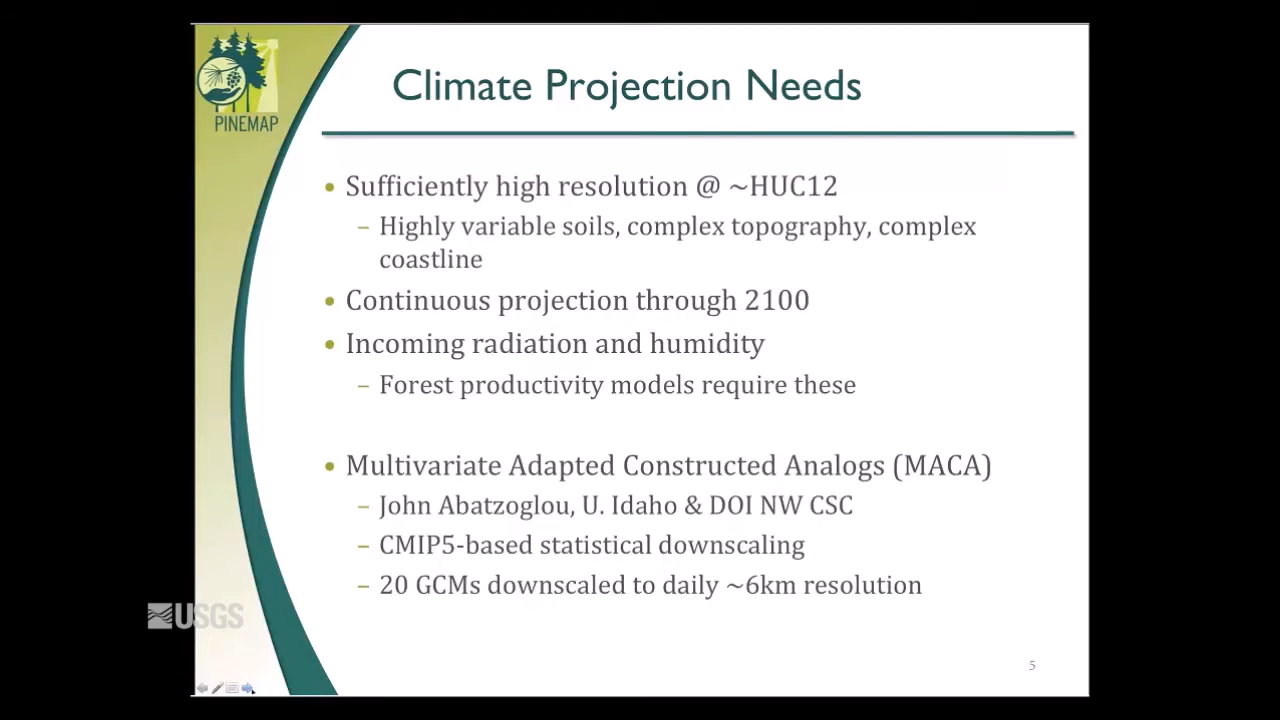 PINEMAP
Climate Projection Needs
• Sufficiently high resolution @ ~HUC12
– Highly variable soils, complex topography, complex
coastline
• Continuous projection through 2100
• Incoming radiation and humidity
– Forest productivity models require these
• Multivariate Adapted Constructed Analogs (MACA)
– John Abatzoglou, U. Idaho & DOI NW CSC
– CMIP5-based statistical downscaling
– 20 GCMs downscaled to daily ~6km resolution
USGS
5